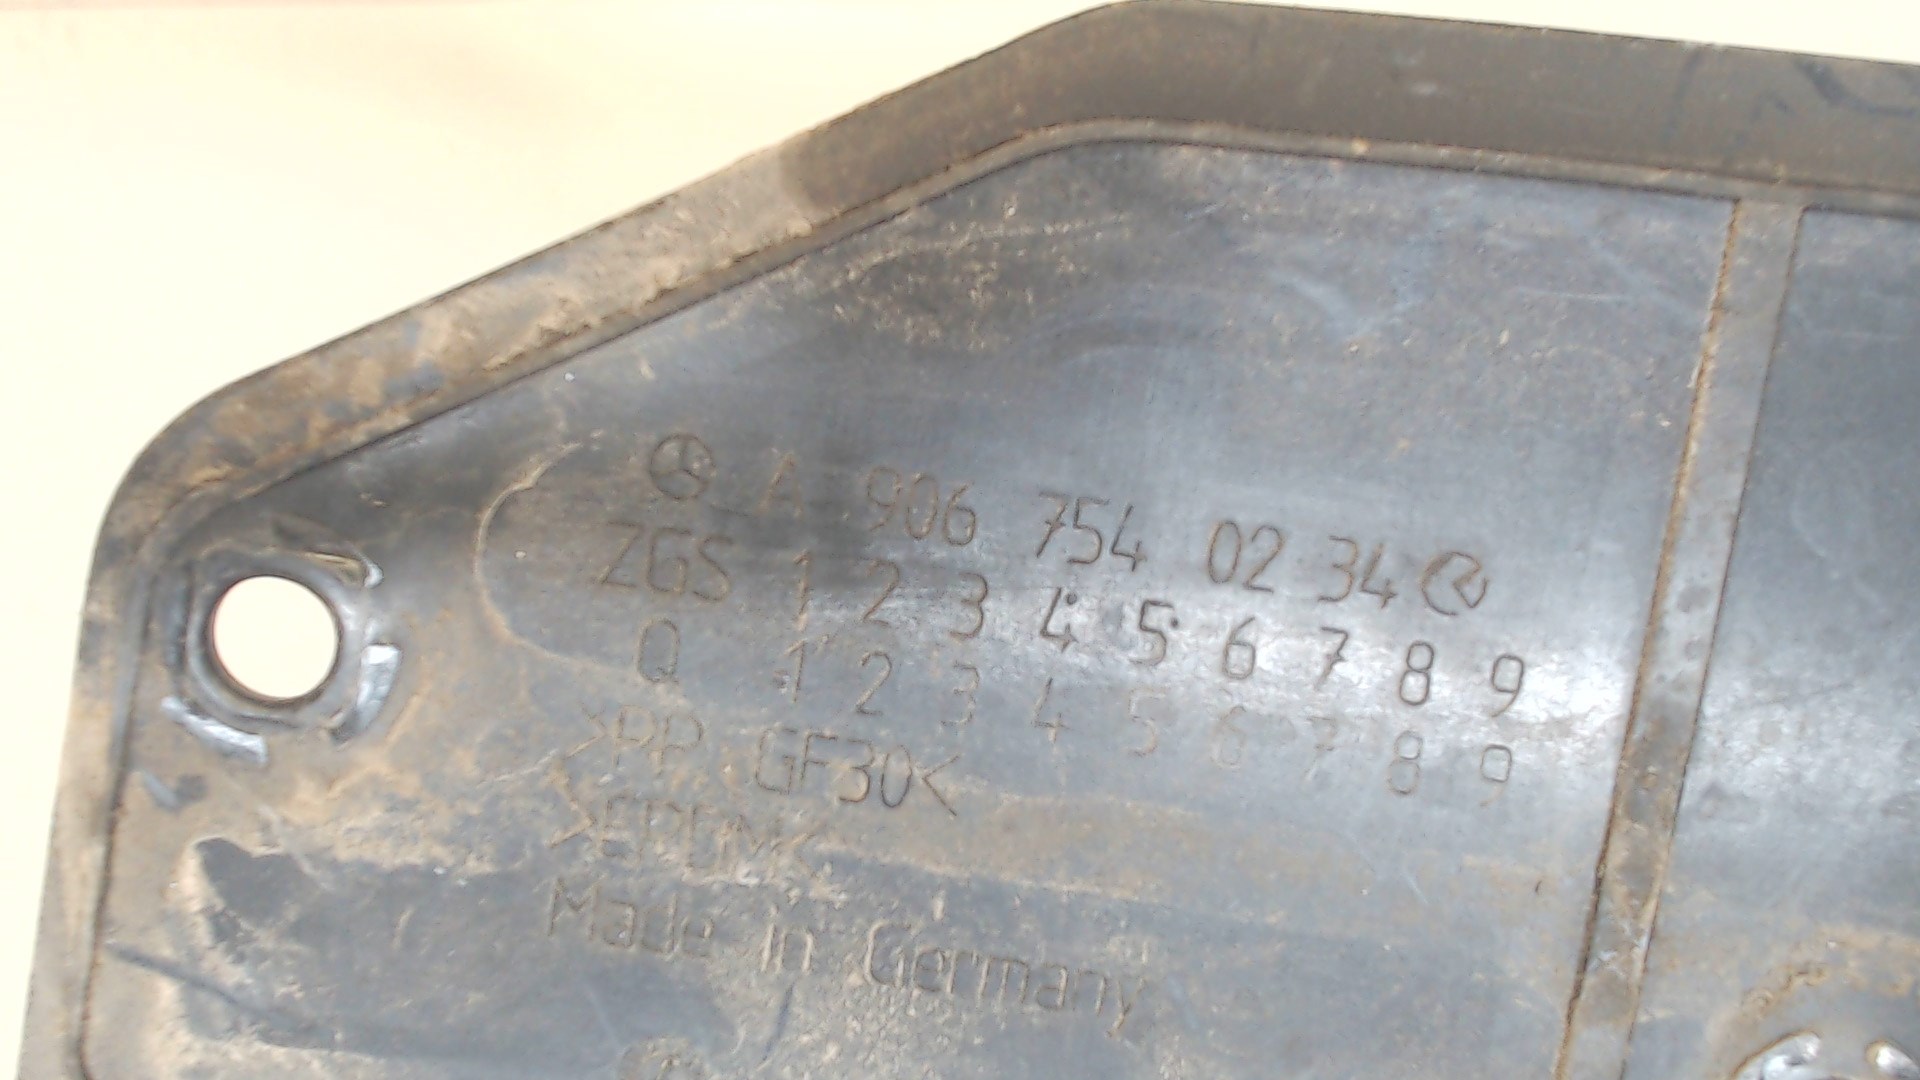 A 906 754 02 34
ZGS 1 2 3 4 5 6 7 8 9
Q 1 2 3 4 5 6 7 8 9
>PP GF30<
>EPDM<
Made in Germany